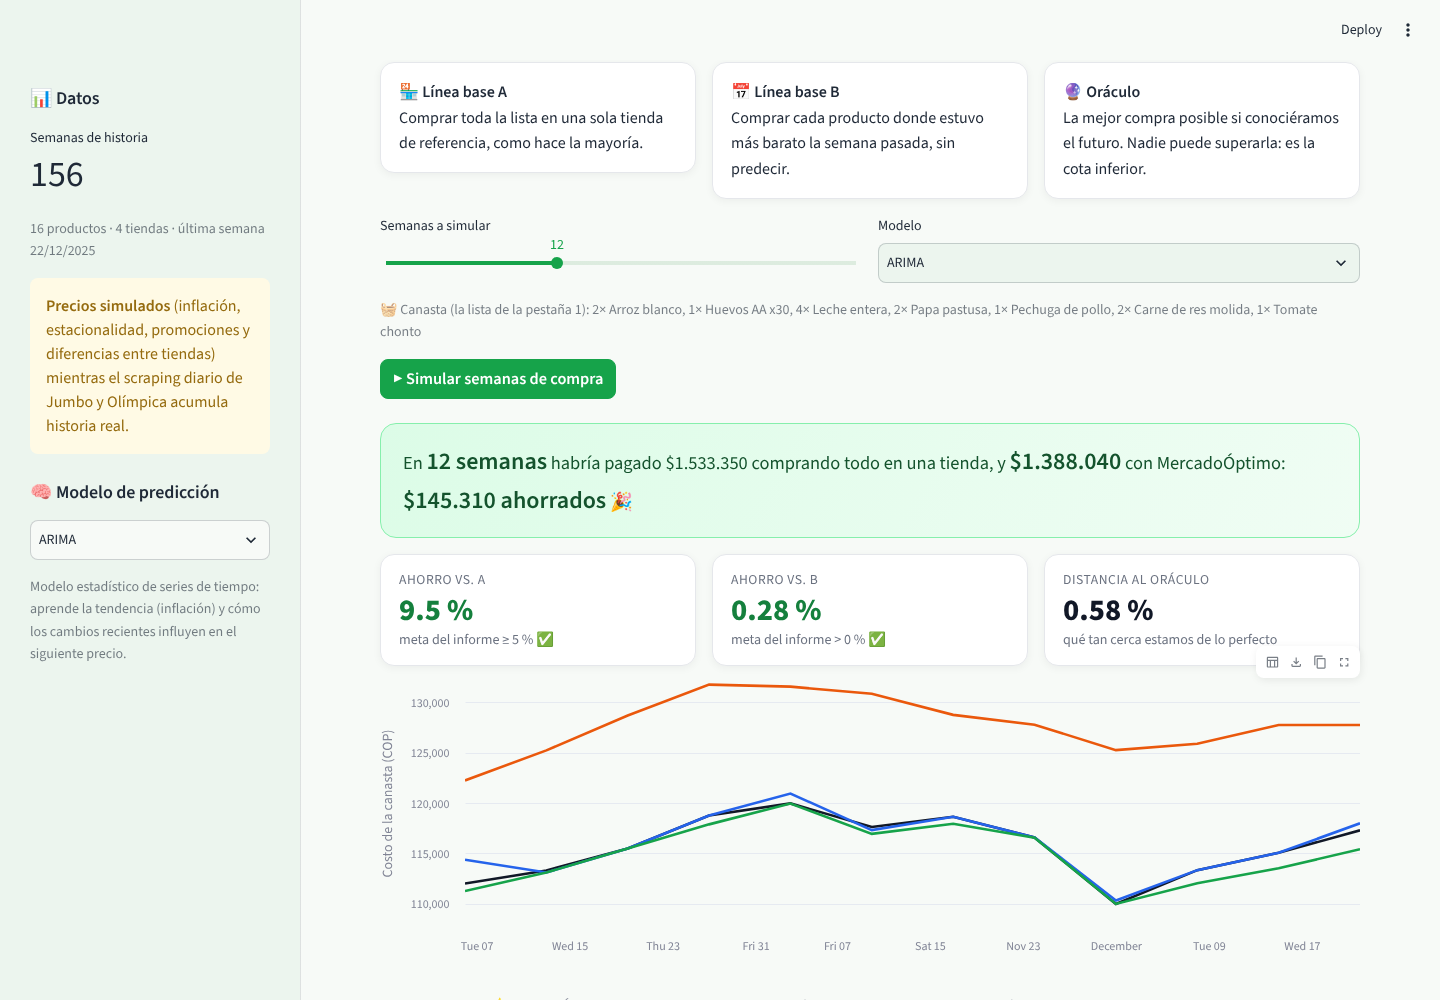 Deploy
📊 Datos
Semanas de historia
156
16 productos · 4 tiendas · última semana
22/12/2025
Precios simulados (inflación,
estacionalidad, promociones y
diferencias entre tiendas)
mientras el scraping diario de
Jumbo y Olímpica acumula
historia real.
🧠 Modelo de predicción
ARIMA
Modelo estadístico de series de tiempo:
aprende la tendencia (inflación) y cómo
los cambios recientes influyen en el
siguiente precio.
🏪 Línea base A
Comprar toda la lista en una sola tienda
de referencia, como hace la mayoría.
📅 Línea base B
Comprar cada producto donde estuvo
más barato la semana pasada, sin
predecir.
🔮 Oráculo
La mejor compra posible si conociéramos
el futuro. Nadie puede superarla: es la
cota inferior.
Semanas a simular
12
Modelo
ARIMA
🧺 Canasta (la lista de la pestaña 1): 2× Arroz blanco, 1× Huevos AA x30, 4× Leche entera, 2× Papa pastusa, 1× Pechuga de pollo, 2× Carne de res molida, 1× Tomate
chonto
▶ Simular semanas de compra
En 12 semanas habría pagado $1.533.350 comprando todo en una tienda, y $1.388.040 con MercadoÓptimo:
$145.310 ahorrados 🎉
AHORRO VS. A
9.5 %
meta del informe ≥ 5 % ✅
AHORRO VS. B
0.28 %
meta del informe > 0 % ✅
DISTANCIA AL ORÁCULO
0.58 %
qué tan cerca estamos de lo perfecto
Costo de la canasta (COP)
130,000
125,000
120,000
115,000
110,000
Tue 07
Wed 15
Thu 23
Fri 31
Fri 07
Sat 15
Nov 23
December
Tue 09
Wed 17